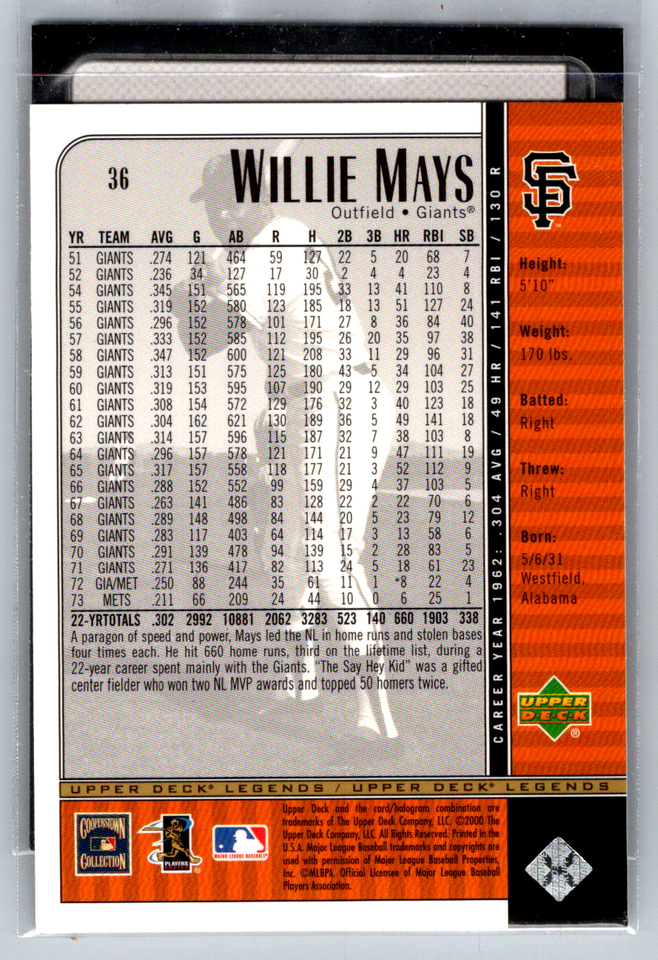 36
WILLIE MAYS
Outfield • Giants®
YR TEAM AVG G AB R H 2B 3B HR RBI SB
51 GIANTS .274 121 464 59 127 22 5 20 68 7
52 GIANTS .236 34 127 17 30 2 4 4 23 4
54 GIANTS .345 151 565 119 195 33 13 41 110 8
55 GIANTS .319 152 580 123 185 18 13 51 127 24
56 GIANTS .296 152 578 101 171 27 8 36 84 40
57 GIANTS .333 152 585 112 195 26 20 35 97 38
58 GIANTS .347 152 600 121 208 33 11 29 96 31
59 GIANTS .313 151 575 125 180 43 5 34 104 27
60 GIANTS .319 153 595 107 190 29 12 29 103 25
61 GIANTS .308 154 572 129 176 32 3 40 123 18
62 GIANTS .304 162 621 130 189 36 5 49 141 18
63 GIANTS .314 157 596 115 187 32 7 38 103 8
64 GIANTS .296 157 578 121 171 21 9 47 111 19
65 GIANTS .317 157 558 118 177 21 3 52 112 9
66 GIANTS .288 152 552 99 159 29 4 37 103 5
67 GIANTS .263 141 486 83 128 22 2 22 70 6
68 GIANTS .289 148 498 84 144 20 5 23 79 12
69 GIANTS .283 117 403 64 114 17 3 13 58 6
70 GIANTS .291 139 478 94 139 15 2 28 83 5
71 GIANTS .271 136 417 82 113 24 5 18 61 23
72 GIA/MET .250 88 244 35 61 11 1 *8 22 4
73 METS .211 66 209 24 44 10 0 6 25 1
22-YRTOTALS .302 2992 10881 2062 3283 523 140 660 1903 338
A paragon of speed and power, Mays led the NL in home runs and stolen bases
four times each. He hit 660 home runs, third on the lifetime list, during a
22-year career spent mainly with the Giants. "The Say Hey Kid" was a gifted
center fielder who won two NL MVP awards and topped 50 homers twice.
CAREER YEAR 1962: .304 AVG / 49 HR / 141 RBI / 130 R
SF
Height:
5'10"
Weight:
170 lbs.
Batted:
Right
Threw:
Right
Born:
5/6/31
Westfield,
Alabama
UPPER
DECK
®
UPPER DECK® LEGENDS / UPPER DECK® LEGENDS
COOPERSTOWN
COLLECTION
PLAYERS
MAJOR LEAGUE BASEBALL
Upper Deck and the card/hologram combination are
trademarks of The Upper Deck Company, LLC. ©2000 The
Upper Deck Company, LLC. All Rights Reserved. Printed in the
U.S.A. Major League Baseball trademarks and copyrights are
used with permission of Major League Baseball Properties,
Inc. ©MLBPA. Official Licensee of Major League Baseball
Players Association.